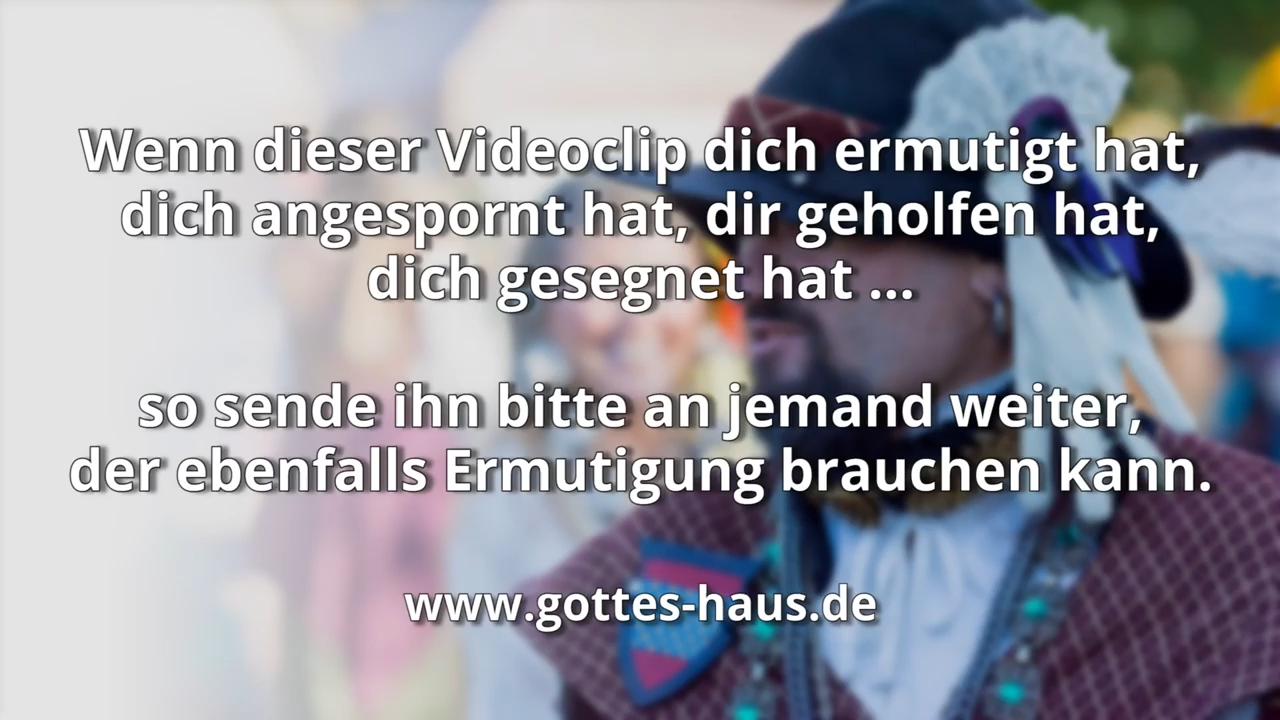 Wenn dieser Videoclip dich ermutigt hat,
dich angespornt hat, dir geholfen hat,
dich gesegnet hat ...
so sende ihn bitte an jemand weiter,
der ebenfalls Ermutigung brauchen kann.
www.gottes-haus.de